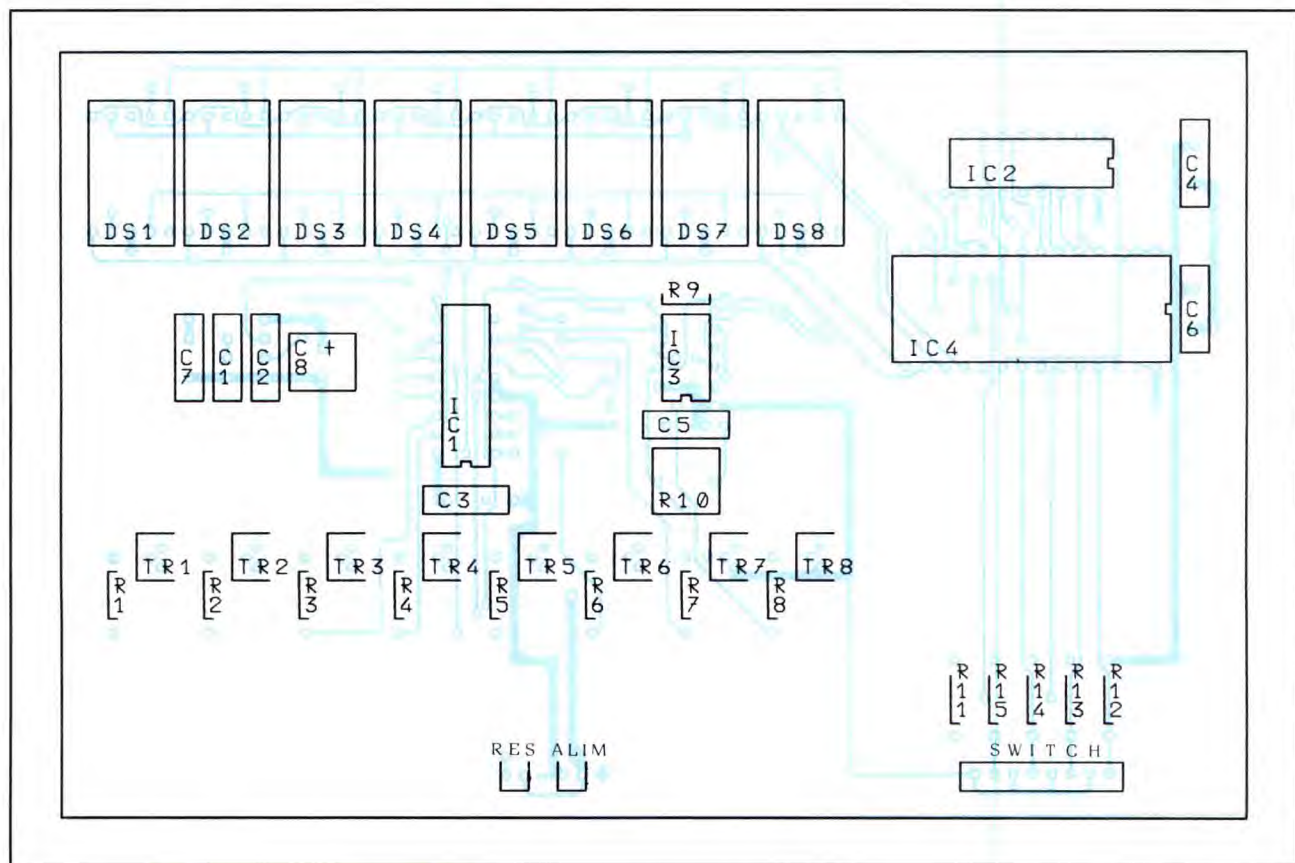 DS1 DS2 DS3 DS4 DS5 DS6 DS7 DS8
IC2
C4
IC4
C6
R9
IC3
C7
C1
C2
C8 +
IC1
C5
C3
R10
TR1 TR2 TR3 TR4 TR5 TR6 TR7 TR8
R1 R2 R3 R4 R5 R6 R7 R8
R11 R15 R14 R13 R12
RES ALIM
SWITCH